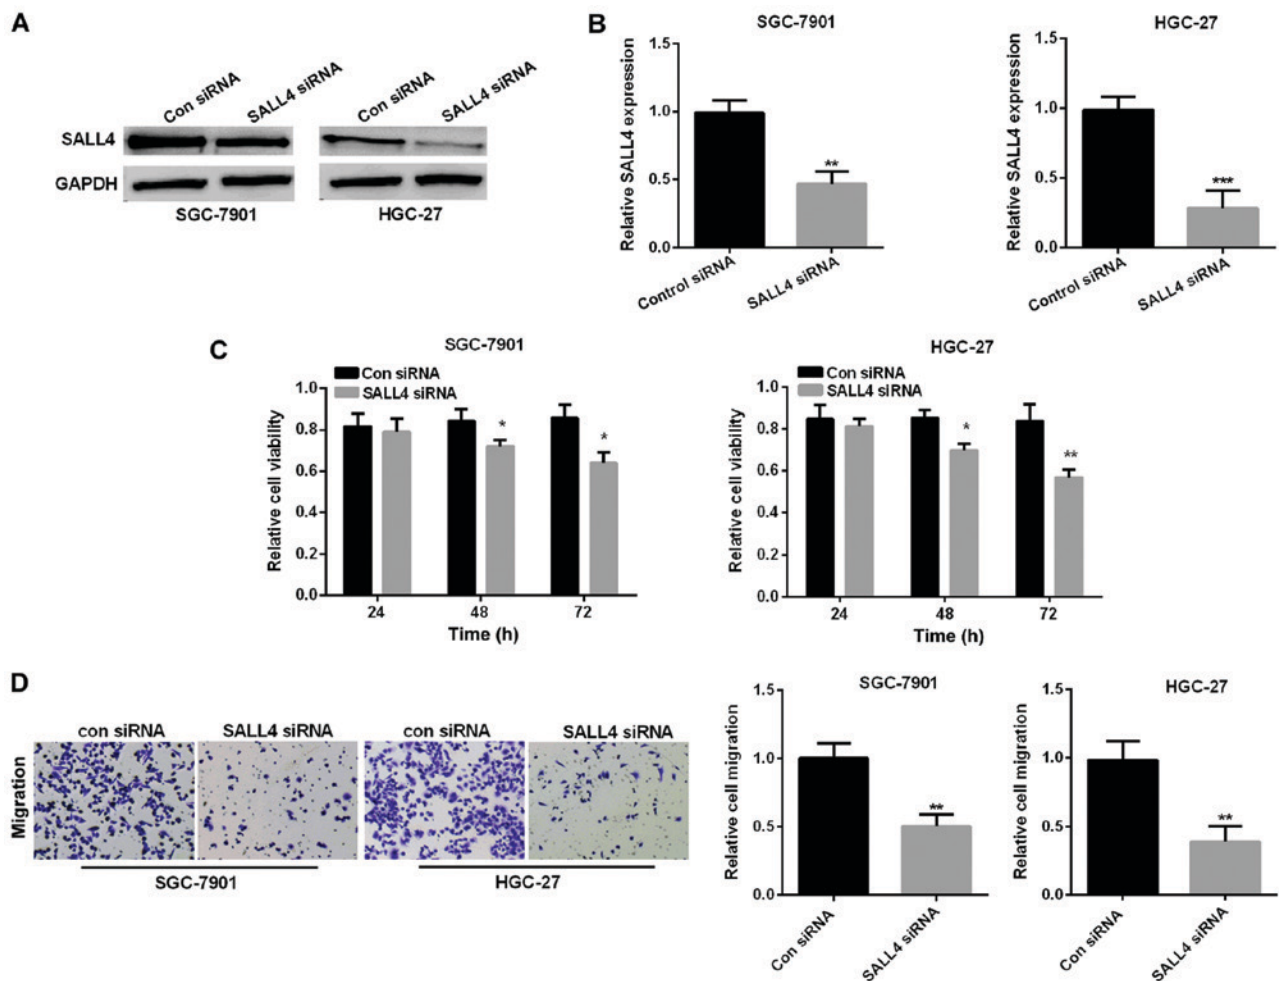 A
Con siRNA
SALL4 siRNA
Con siRNA
SALL4 siRNA
SALL4
GAPDH
SGC-7901
HGC-27
B
SGC-7901
Relative SALL4 expression
1.5
1.0
0.5
0.0
**
Control siRNA
SALL4 siRNA
HGC-27
Relative SALL4 expression
1.5
1.0
0.5
0.0
***
Control siRNA
SALL4 siRNA
C
SGC-7901
Con siRNA
SALL4 siRNA
Relative cell viability
1.0
0.8
0.6
0.4
0.2
0.0
*
*
24 48 72
Time (h)
HGC-27
Con siRNA
SALL4 siRNA
Relative cell viability
1.0
0.8
0.6
0.4
0.2
0.0
*
**
24 48 72
Time (h)
D
Migration
con siRNA
SALL4 siRNA
con siRNA
SALL4 siRNA
SGC-7901
HGC-27
SGC-7901
Relative cell migration
1.5
1.0
0.5
0.0
**
Con siRNA
SALL4 siRNA
HGC-27
Relative cell migration
1.5
1.0
0.5
0.0
**
Con siRNA
SALL4 siRNA